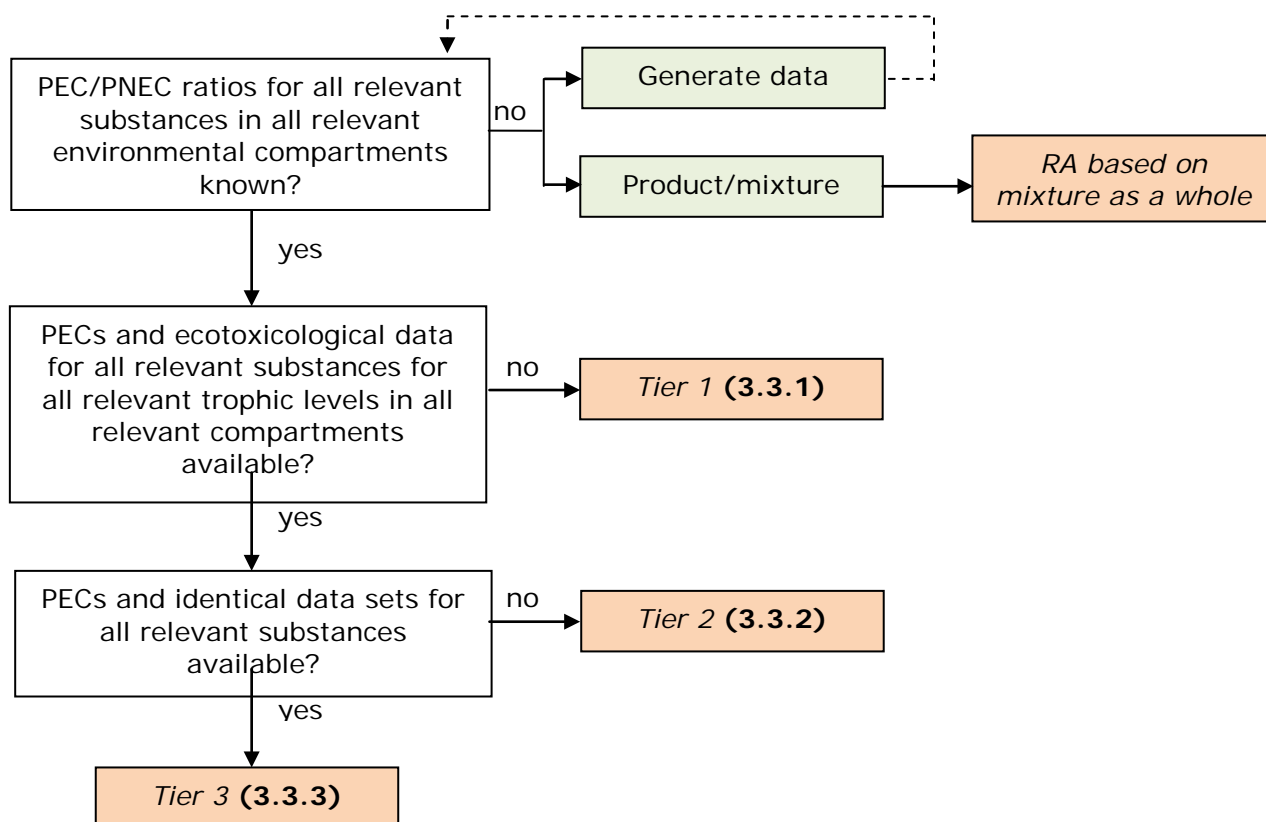 PEC/PNEC ratios for all relevant
substances in all relevant
environmental compartments
known?
no
Generate data
Product/mixture
RA based on
mixture as a whole
yes
PECs and ecotoxicological data
for all relevant substances for
all relevant trophic levels in all
relevant compartments
available?
no
Tier 1 (3.3.1)
yes
PECs and identical data sets for
all relevant substances
available?
no
Tier 2 (3.3.2)
yes
Tier 3 (3.3.3)